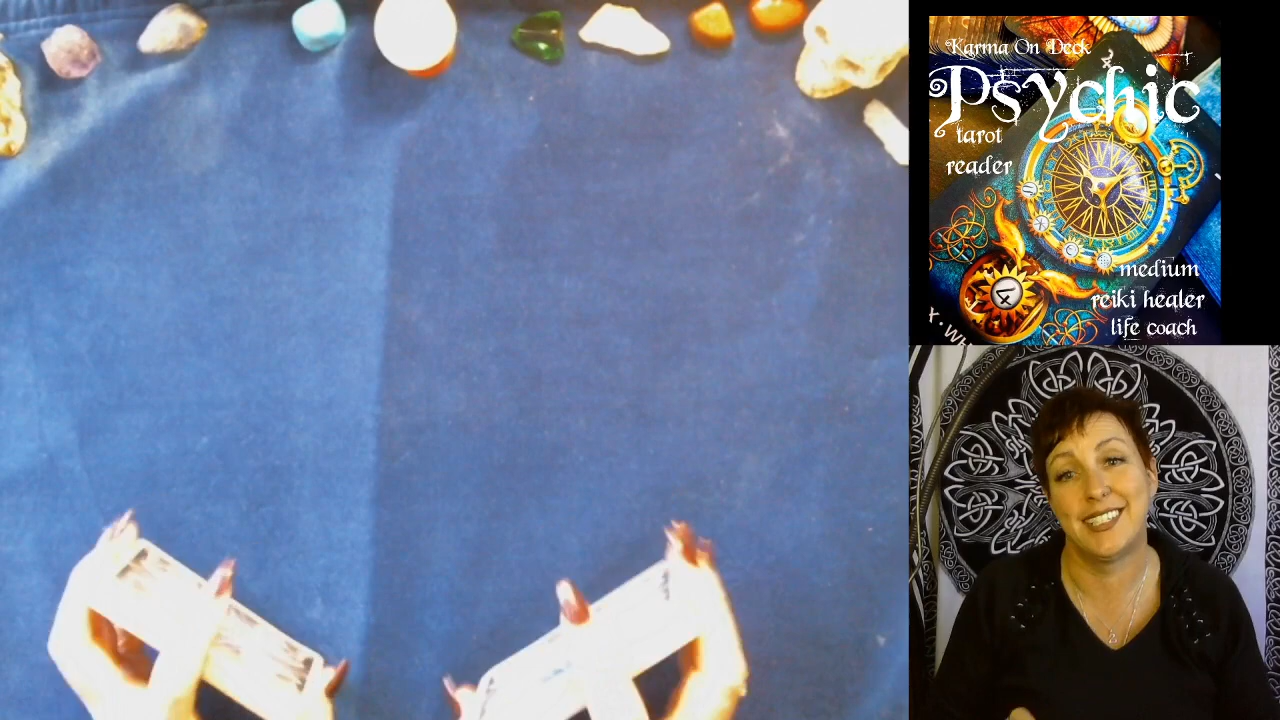 Karma On Deck
Psychic
tarot
reader
medium
reiki healer
life coach